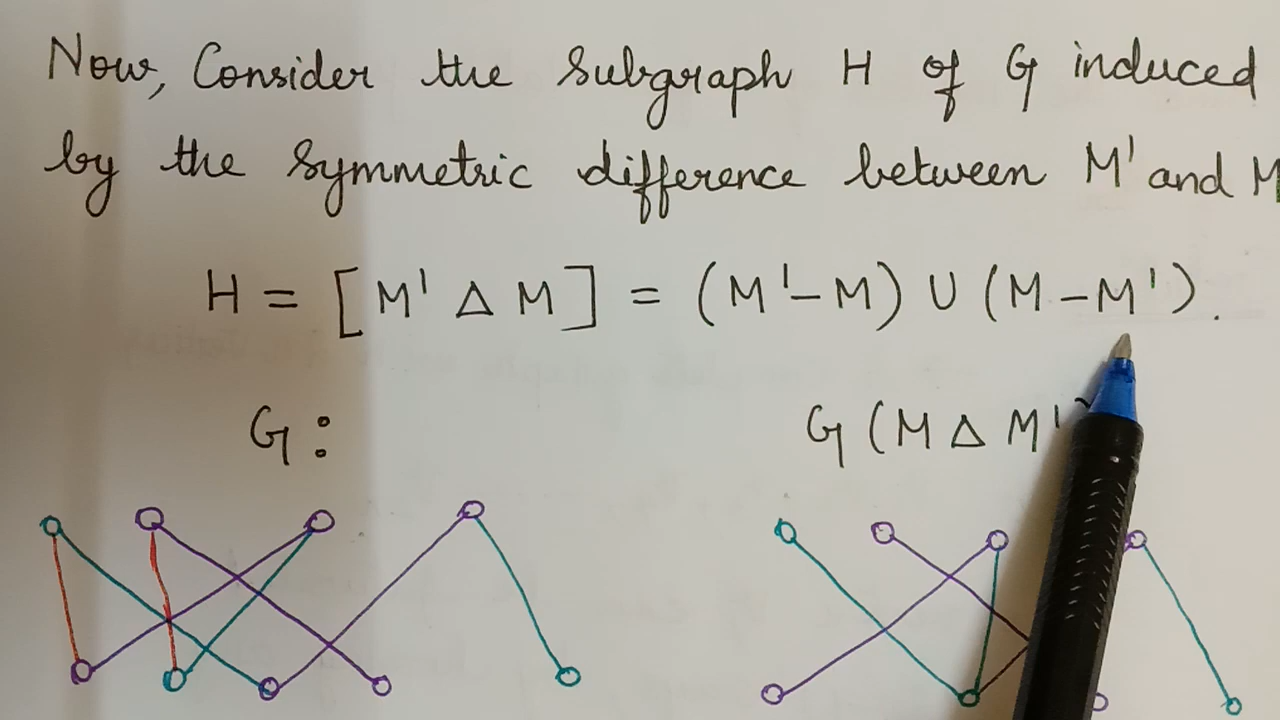 Now, Consider the subgraph H of G induced
by the symmetric difference between M' and M
H = [M' Δ M] = (M'-M) U (M-M').
G :
G (M Δ M'